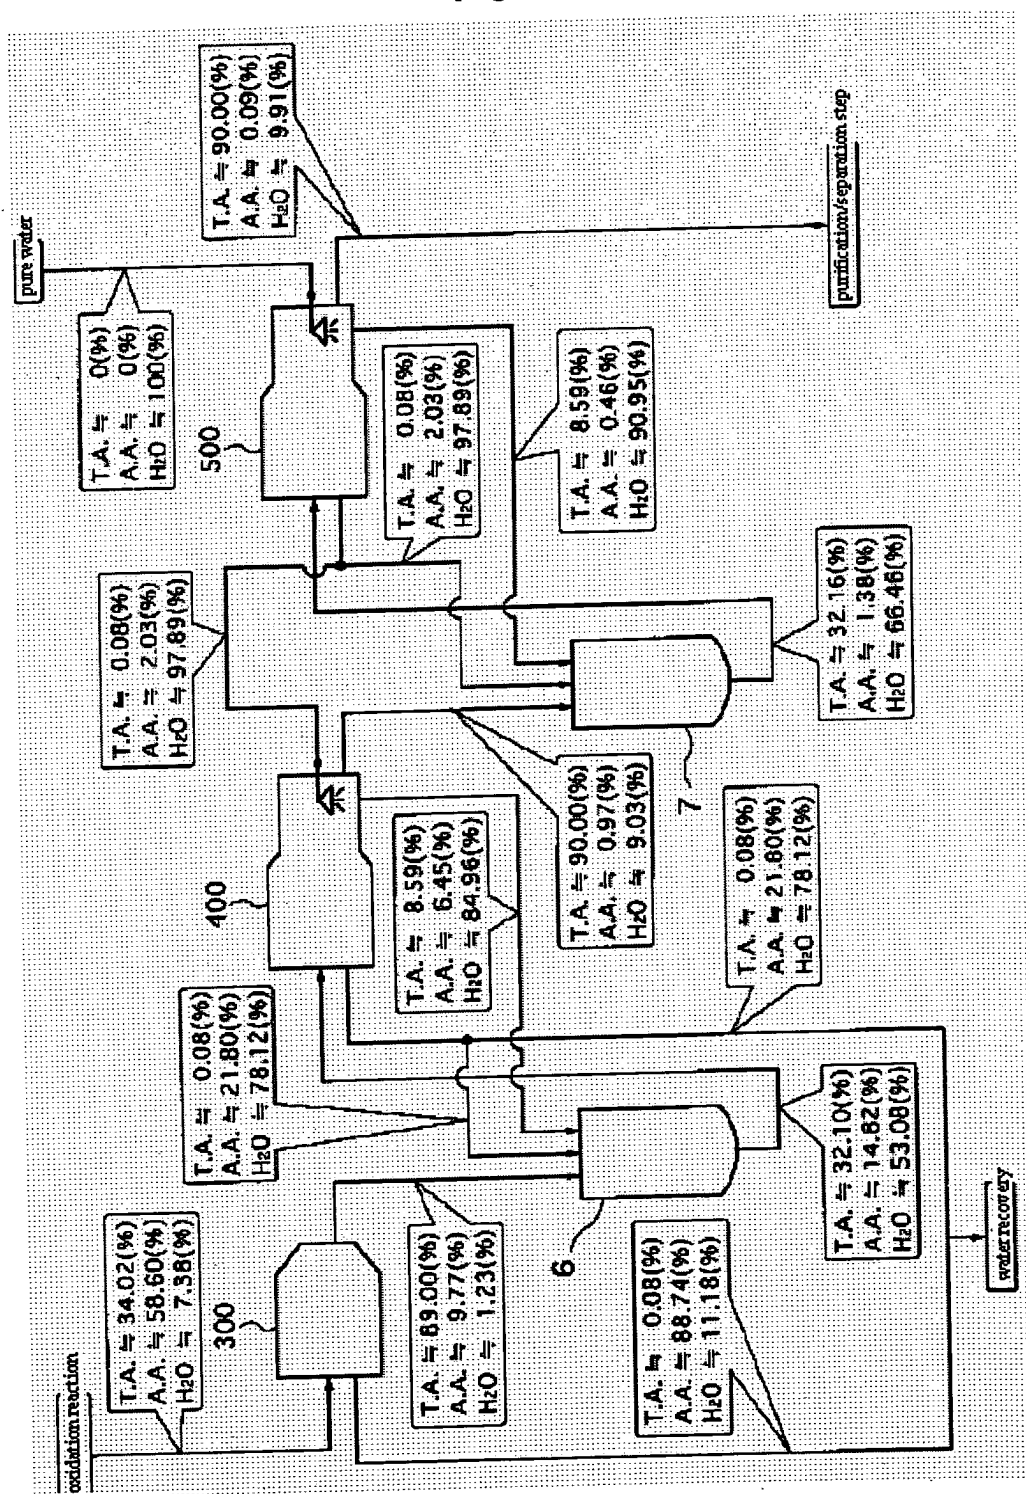 oxidation reaction
T.A. ≒ 34.02(%)
A.A. ≒ 58.60(%)
H₂O ≒ 7.38(%)
300
T.A. ≒ 89.00(%)
A.A. ≒ 9.77(%)
H₂O ≒ 1.23(%)
6
T.A. ≒ 0.08(%)
A.A. ≒ 88.74(%)
H₂O ≒ 11.18(%)
water recovery
T.A. ≒ 0.08(%)
A.A. ≒ 21.80(%)
H₂O ≒ 78.12(%)
T.A. ≒ 32.10(%)
A.A. ≒ 14.82(%)
H₂O ≒ 53.08(%)
400
T.A. ≒ 8.59(%)
A.A. ≒ 6.45(%)
H₂O ≒ 84.96(%)
T.A. ≒ 0.08(%)
A.A. ≒ 21.80(%)
H₂O ≒ 78.12(%)
T.A. ≒ 0.08(%)
A.A. ≒ 2.03(%)
H₂O ≒ 97.89(%)
T.A. ≒ 90.00(%)
A.A. ≒ 0.97(%)
H₂O ≒ 9.03(%)
7
T.A. ≒ 32.16(%)
A.A. ≒ 1.38(%)
H₂O ≒ 66.46(%)
500
T.A. ≒ 0.08(%)
A.A. ≒ 2.03(%)
H₂O ≒ 97.89(%)
T.A. ≒ 8.59(%)
A.A. ≒ 0.46(%)
H₂O ≒ 90.95(%)
pure water
T.A. ≒ 0(%)
A.A. ≒ 0(%)
H₂O ≒ 100(%)
T.A. ≒ 90.00(%)
A.A. ≒ 0.09(%)
H₂O ≒ 9.91(%)
purification/separation step